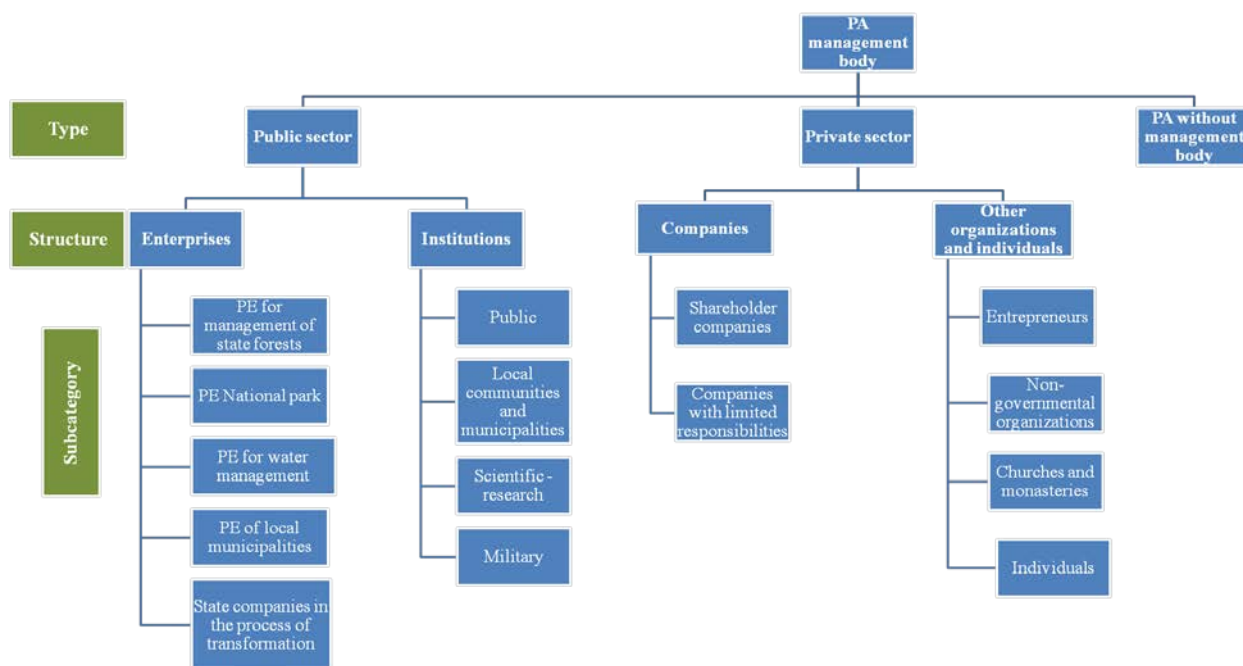 PA
management
body
Type
Public sector
Private sector
PA without
management
body
Structure
Enterprises
Institutions
Companies
Other
organizations
and individuals
Subcategory
PE for
management of
state forests
PE National park
PE for water
management
PE of local
municipalities
State companies in
the process of
transformation
Public
Local
communities
and
municipalities
Scientific -
research
Military
Shareholder
companies
Companies
with limited
responsibilities
Entrepreneurs
Non-
governmental
organizations
Churches and
monasteries
Individuals